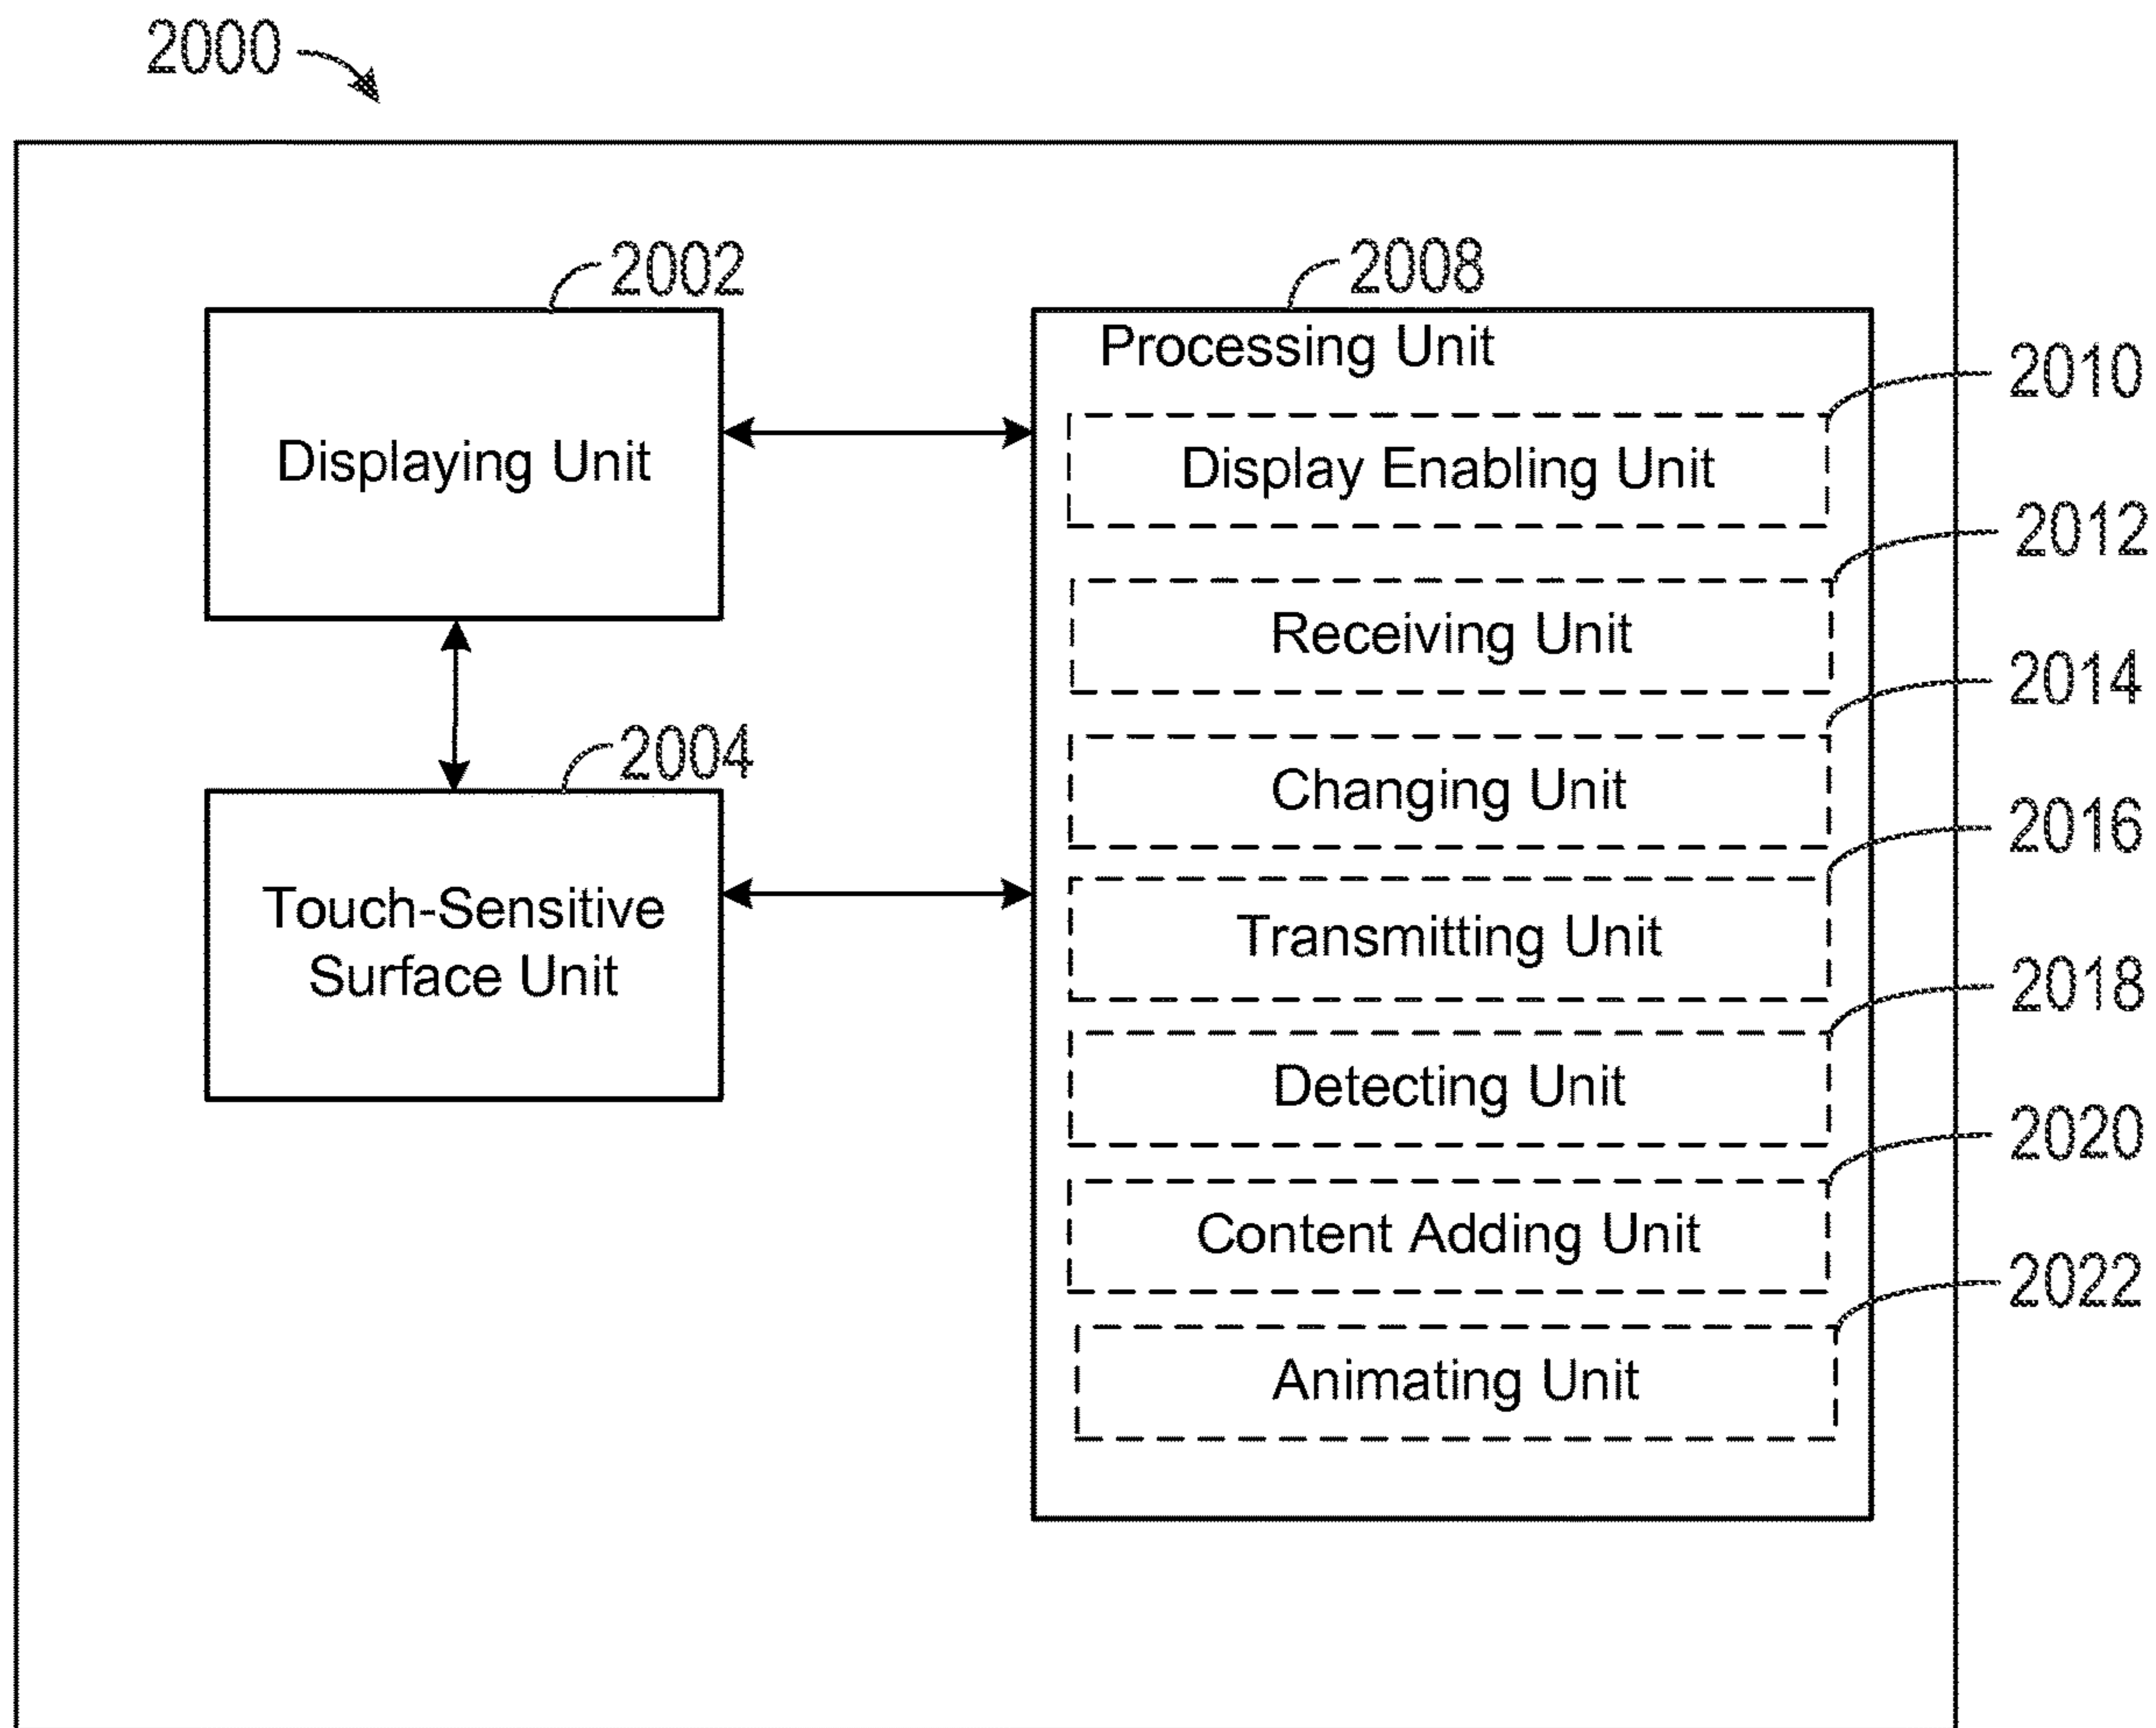 2000
2002
2008
Processing Unit
2010
Display Enabling Unit
Displaying Unit
2012
Receiving Unit
2014
2004
Changing Unit
2016
Touch-Sensitive
Surface Unit
Transmitting Unit
2018
Detecting Unit
2020
Content Adding Unit
2022
Animating Unit